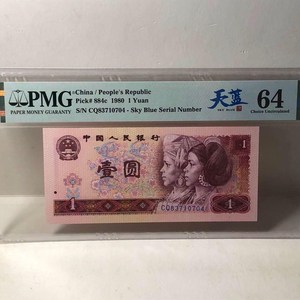 PMG
PAPER MONEY GUARANTY
China / People's Republic
Pick# 884c 1980 1 Yuan
S/N CQ83710704 - Sky Blue Serial Number
天蓝
64
Choice Uncirculated
中国人民银行
1
壹圆
1
CQ83710704
1